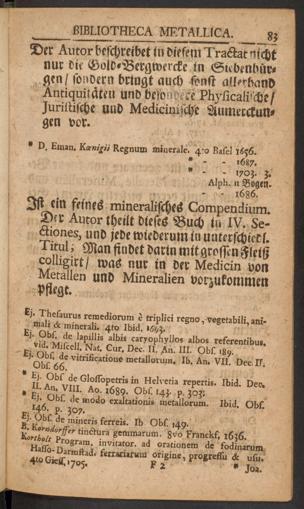 BIBLIOTHECA METALLICA. 83
Der Autor beschreibet in diesem Tractat nicht
nur die Gold-Bergwercke in Siebenbür-
gen / sondern bringt auch sonst allerhand
Antiquitäten und besondere Physicalische /
Juristische und Medicinische Anmerckun-
gen vor.
* D. Eman. Kœnigii Regnum minerale. 4to Basel 1656.
* - - 1687.
* - - 1703. 3.
Alph. 11 Bogen.
- - 1686.
Ist ein feines mineralisches Compendium.
Der Autor theilt dieses Buch in IV. Se-
ctiones, und jede wiederum in unterschiedl.
Titul; Man findet darin mit grossen Fleiß
colligirt / was nur in der Medicin von
Metallen und Mineralien vorzukommen
pflegt.
Ej. Thesaurus remediorum è triplici regno, vegetabili, ani-
mali & minerali. 4to Ibid. 1693.
Ej. Obs. de lapillis albis caryophyllos albos referentibus.
vid. Miscell. Nat. Cur. Dec. II. An. III. Obs. 189.
Ej. Obs. de vitrificatione metallorum. Ib. An. VII. Dec. II.
Obs. 66.
* Ej. Obs. de Glossopetris in Helvetia repertis. Ibid. Dec.
II. An. VIII. Ao. 1689. Obs. 143. p. 303.
* Ej. Obs. de modo exaltationis metallorum. Ibid. Obs.
146. p. 307.
Ej. Obs. de mineris ferreis. Ib Obs. 149.
B. Korndorffer tinctura gemmarum. 8vo Francks. 1636.
Kortholt Program. invitator. ad orationem de fodinarum
Hasso-Darmstad. ferrariarum origine, progressu & usu.
4to Giess. 1705.
F 2 * Joa.